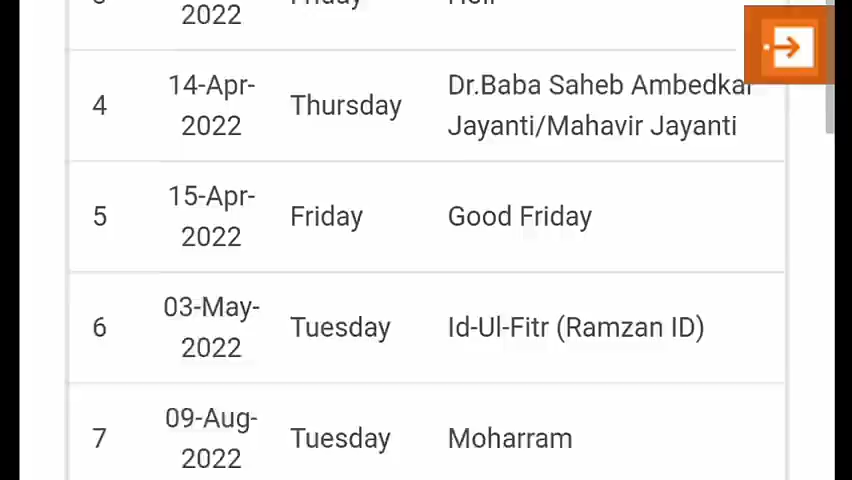 2022
14-Apr-
4 Thursday Dr.Baba Saheb Ambedkar
2022 Jayanti/Mahavir Jayanti
15-Apr-
5 Friday Good Friday
2022
03-May-
6 Tuesday Id-Ul-Fitr (Ramzan ID)
2022
09-Aug-
7 Tuesday Moharram
2022